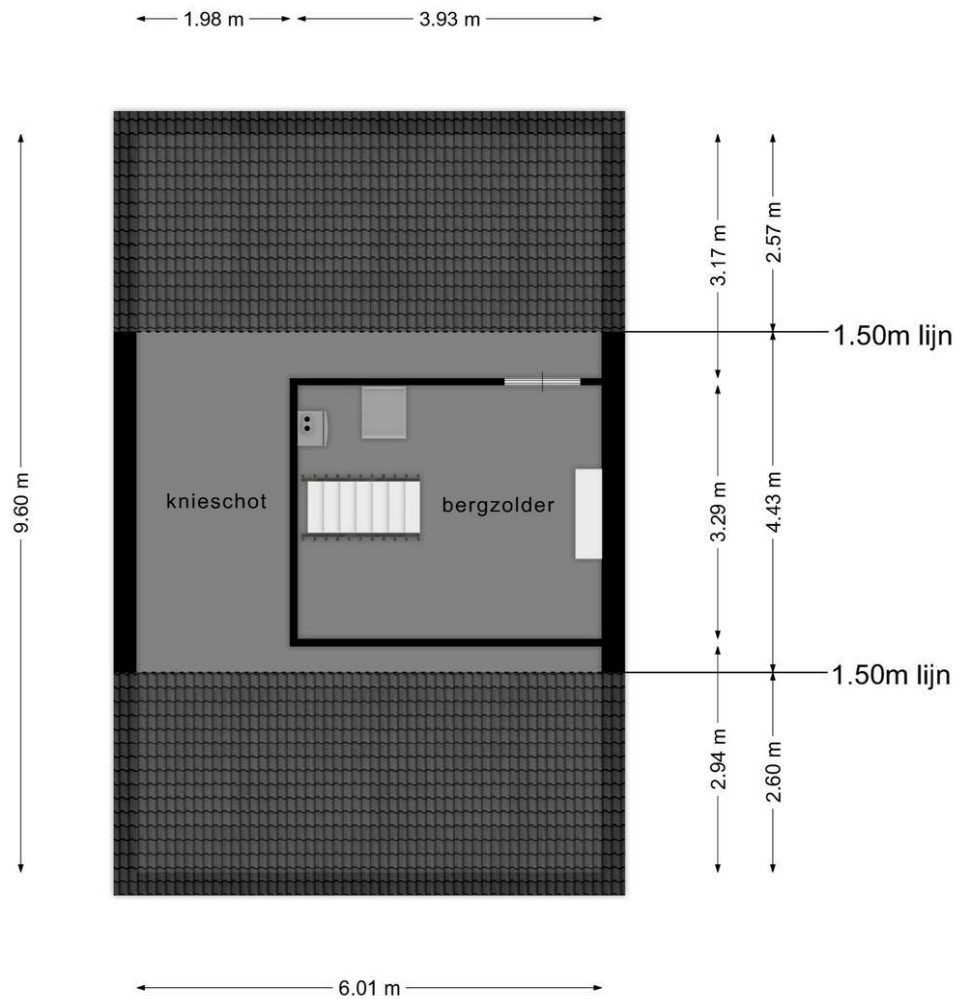 1.98 m
3.93 m
9.60 m
3.17 m
2.57 m
1.50m lijn
knieschot
bergzolder
3.29 m
4.43 m
1.50m lijn
2.94 m
2.60 m
6.01 m